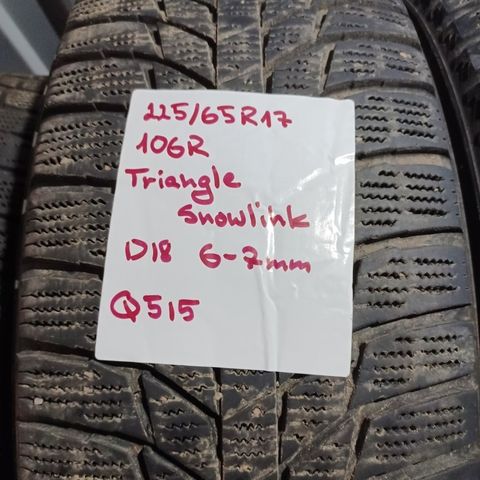 225/65R17
106R
Triangle
Snowlink
D18 6-7mm
Q515